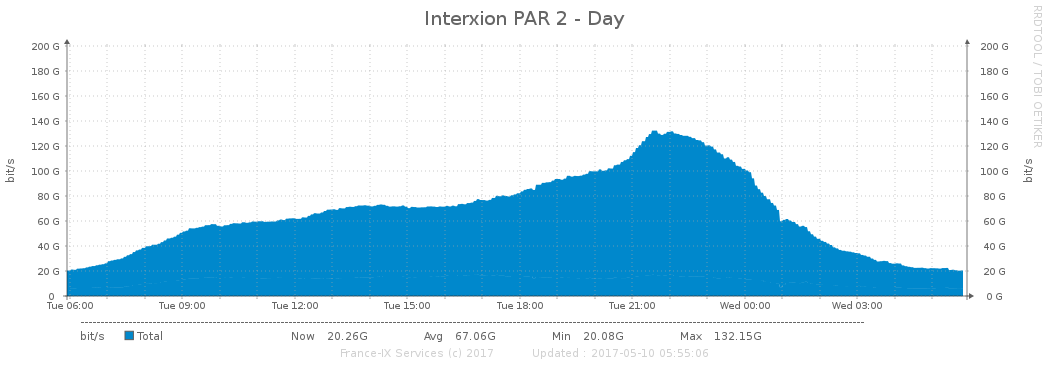 Interxion PAR 2 - Day
RRDTOOL / TOBI OETIKER
bit/s
200 G 200 G
180 G 180 G
160 G 160 G
140 G 140 G
120 G 120 G
100 G 100 G
80 G 80 G
60 G 60 G
40 G 40 G
20 G 20 G
0 0 G
bit/s
Tue 06:00 Tue 09:00 Tue 12:00 Tue 15:00 Tue 18:00 Tue 21:00 Wed 00:00 Wed 03:00
bit/s Total Now 20.26G Avg 67.06G Min 20.08G Max 132.15G
France-IX Services (c) 2017 Updated : 2017-05-10 05:55:06